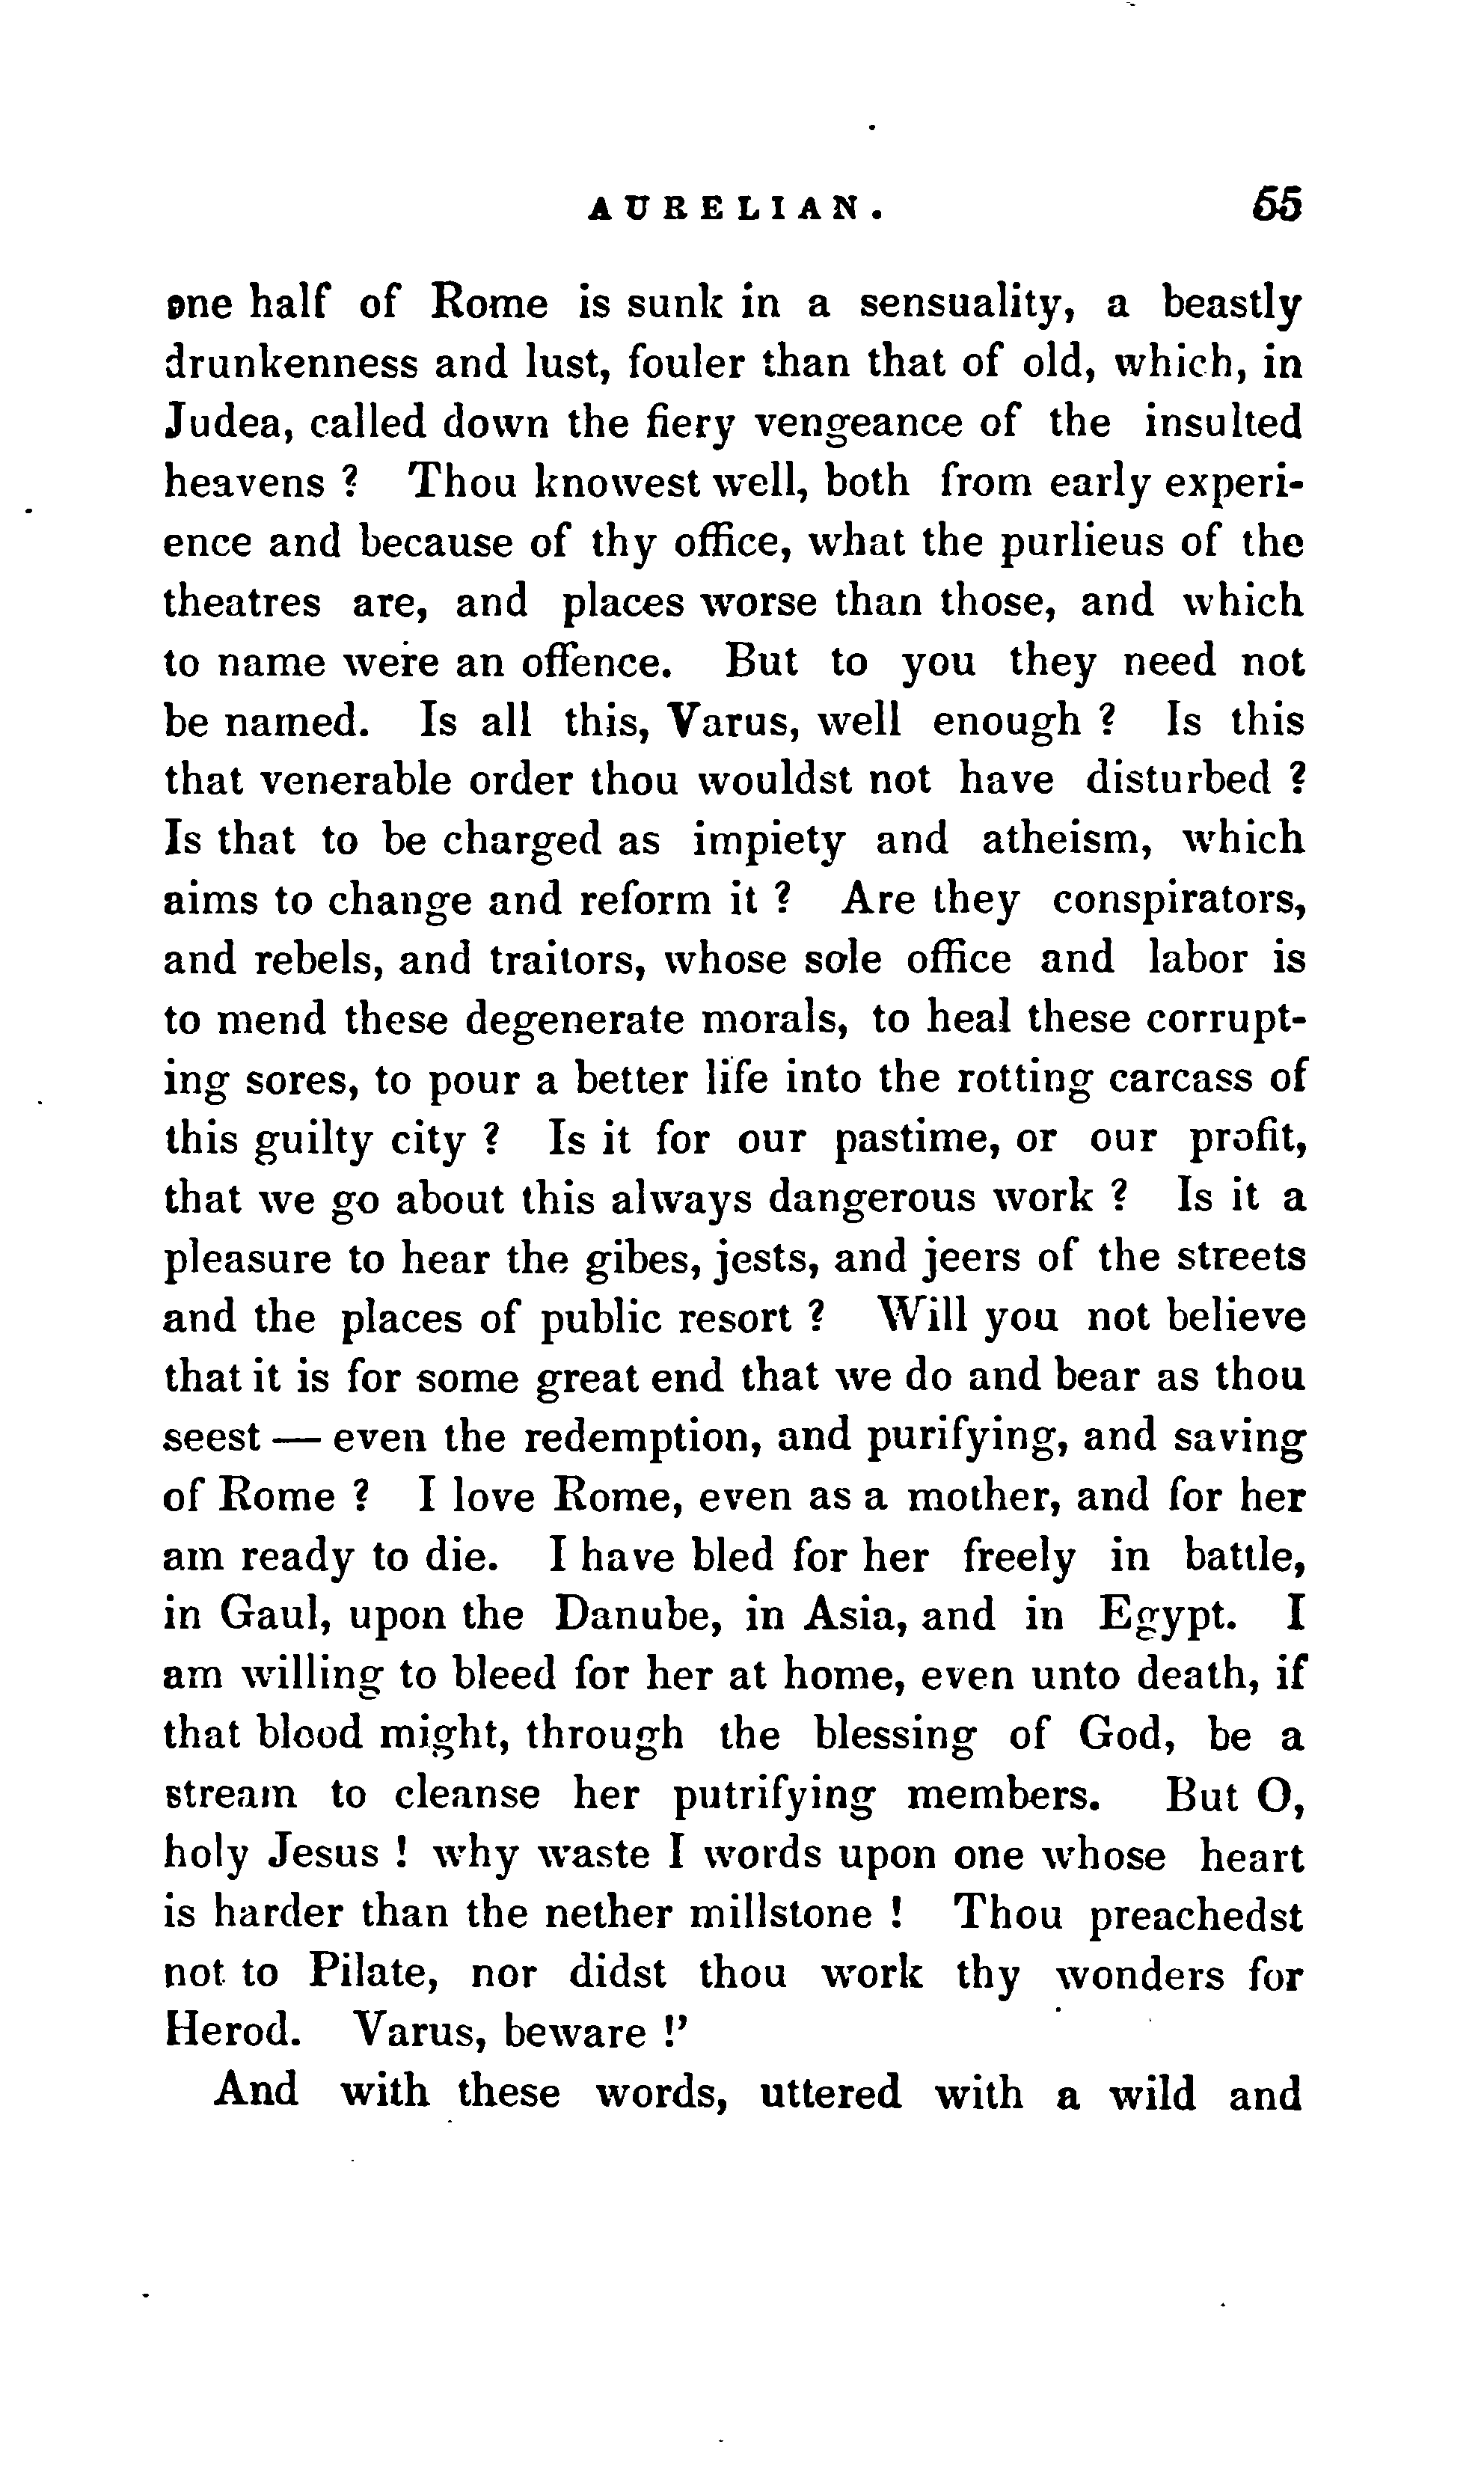 AURELIAN. 55
one half of Rome is sunk in a sensuality, a beastly
drunkenness and lust, fouler than that of old, which, in
Judea, called down the fiery vengeance of the insulted
heavens ? Thou knowest well, both from early experi-
ence and because of thy office, what the purlieus of the
theatres are, and places worse than those, and which
to name were an offence. But to you they need not
be named. Is all this, Varus, well enough ? Is this
that venerable order thou wouldst not have disturbed ?
Is that to be charged as impiety and atheism, which
aims to change and reform it ? Are they conspirators,
and rebels, and traitors, whose sole office and labor is
to mend these degenerate morals, to heal these corrupt-
ing sores, to pour a better life into the rotting carcass of
this guilty city ? Is it for our pastime, or our profit,
that we go about this always dangerous work ? Is it a
pleasure to hear the gibes, jests, and jeers of the streets
and the places of public resort ? Will you not believe
that it is for some great end that we do and bear as thou
seest — even the redemption, and purifying, and saving
of Rome ? I love Rome, even as a mother, and for her
am ready to die. I have bled for her freely in battle,
in Gaul, upon the Danube, in Asia, and in Egypt. I
am willing to bleed for her at home, even unto death, if
that blood might, through the blessing of God, be a
stream to cleanse her putrifying members. But O,
holy Jesus ! why waste I words upon one whose heart
is harder than the nether millstone ! Thou preachedst
not to Pilate, nor didst thou work thy wonders for
Herod. Varus, beware !’
And with these words, uttered with a wild and